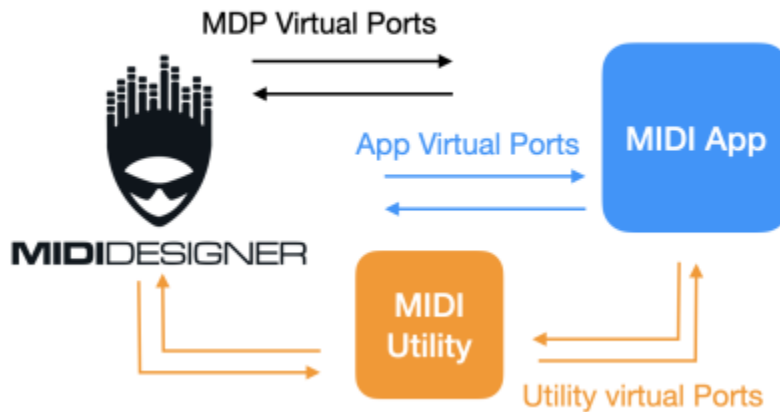 MDP Virtual Ports
MIDI App
App Virtual Ports
MIDIDESIGNER
MIDI
Utility
Utility virtual Ports